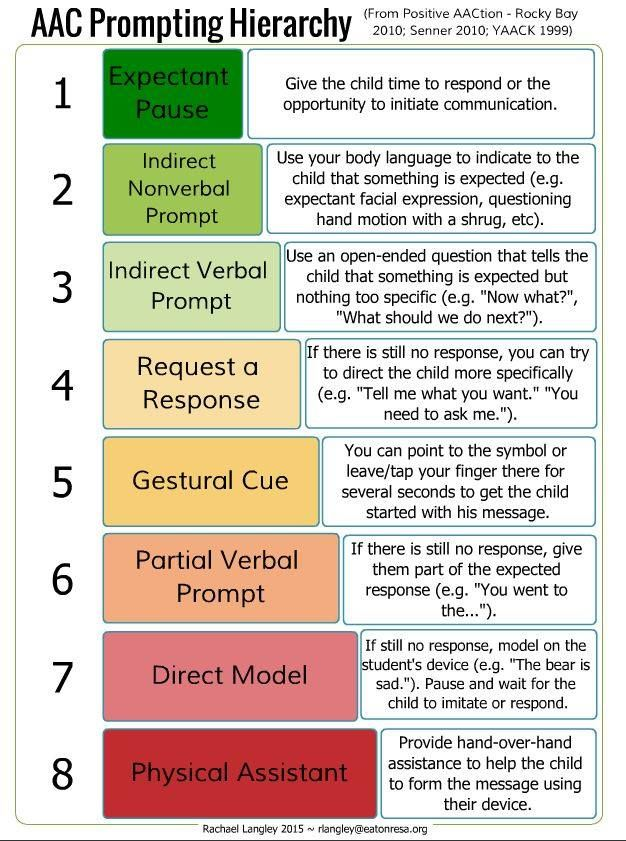 AAC Prompting Hierarchy
(From Positive AACtion - Rocky Bay
2010; Senner 2010; YAACK 1999)
1
Expectant
Pause
Give the child time to respond or the
opportunity to initiate communication.
2
Indirect
Nonverbal
Prompt
Use your body language to indicate to the
child that something is expected (e.g.
expectant facial expression, questioning
hand motion with a shrug, etc).
3
Indirect Verbal
Prompt
Use an open-ended question that tells the
child that something is expected but
nothing too specific (e.g. "Now what?",
"What should we do next?").
4
Request a
Response
If there is still no response, you can try
to direct the child more specifically
(e.g. "Tell me what you want." "You
need to ask me.").
5
Gestural Cue
You can point to the symbol or
leave/tap your finger there for
several seconds to get the child
started with his message.
6
Partial Verbal
Prompt
If there is still no response, give
them part of the expected
response (e.g. "You went to
the...").
7
Direct Model
If still no response, model on the
student's device (e.g. "The bear is
sad."). Pause and wait for the
child to imitate or respond.
8
Physical Assistant
Provide hand-over-hand
assistance to help the child
to form the message using
their device.
Rachael Langley 2015 ~ rlangley@eatonresa.org